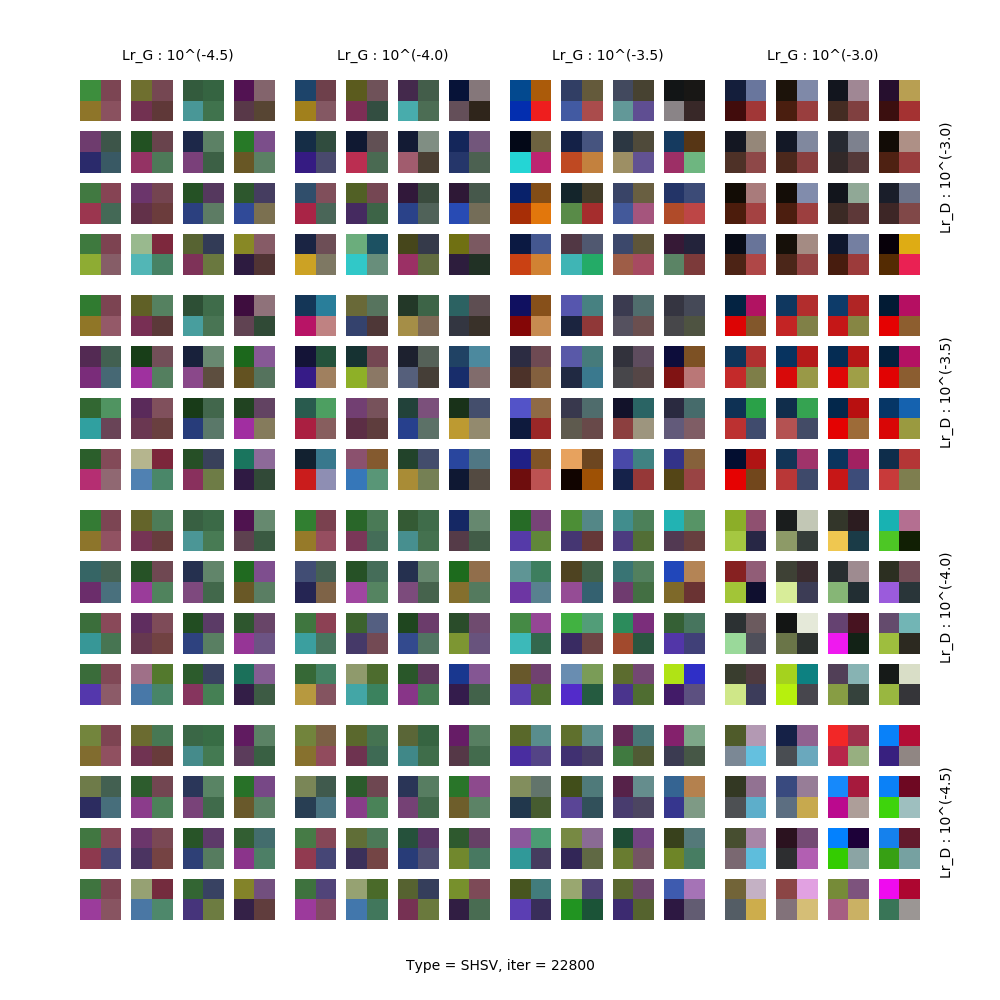 Lr_G : 10^(-4.5)
Lr_G : 10^(-4.0)
Lr_G : 10^(-3.5)
Lr_G : 10^(-3.0)
Lr_D : 10^(-3.0)
Lr_D : 10^(-3.5)
Lr_D : 10^(-4.0)
Lr_D : 10^(-4.5)
Type = SHSV, iter = 22800